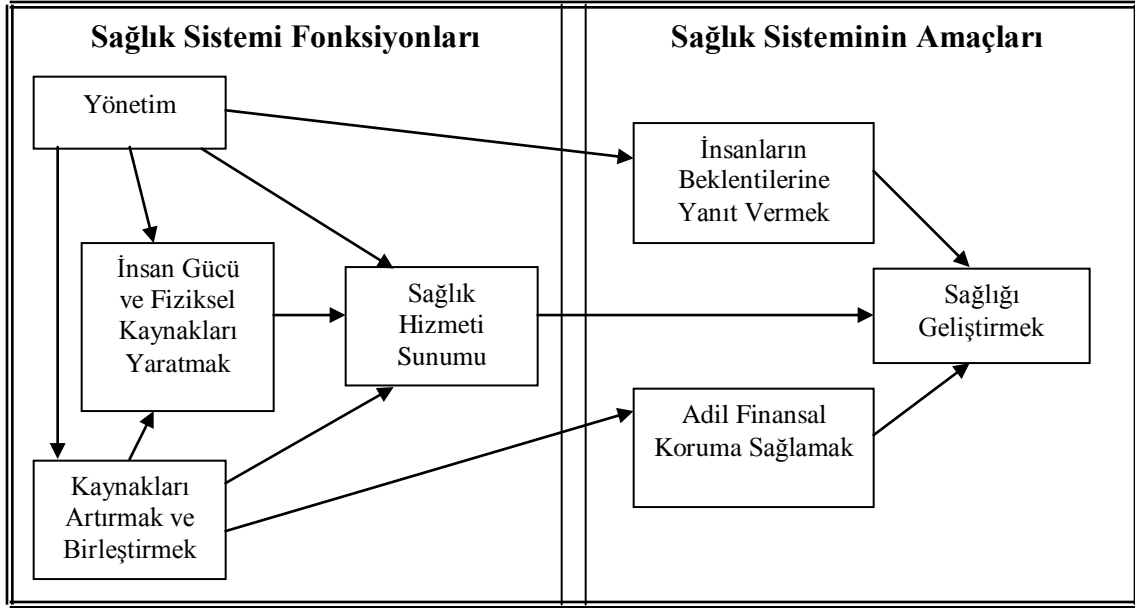 Sağlık Sistemi Fonksiyonları
Yönetim
İnsan Gücü
ve Fiziksel
Kaynakları
Yaratmak
Sağlık
Hizmeti
Sunumu
Kaynakları
Artırmak ve
Birleştirmek
Sağlık Sisteminin Amaçları
İnsanların
Beklentilerine
Yanıt Vermek
Sağlığı
Geliştirmek
Adil Finansal
Koruma Sağlamak